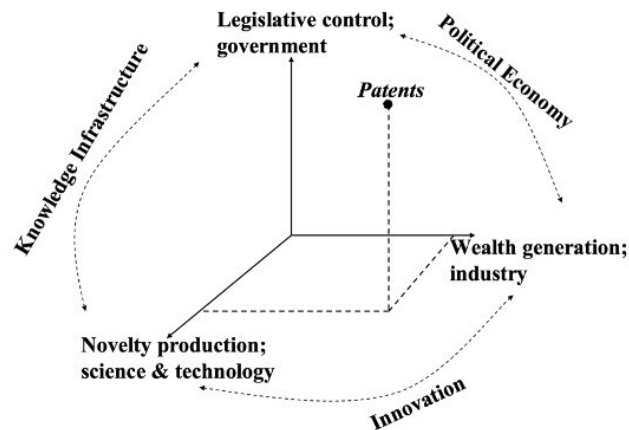 Legislative control;
government
Political Economy
Patents
Knowledge Infrastructure
Wealth generation;
industry
Novelty production;
science & technology
Innovation